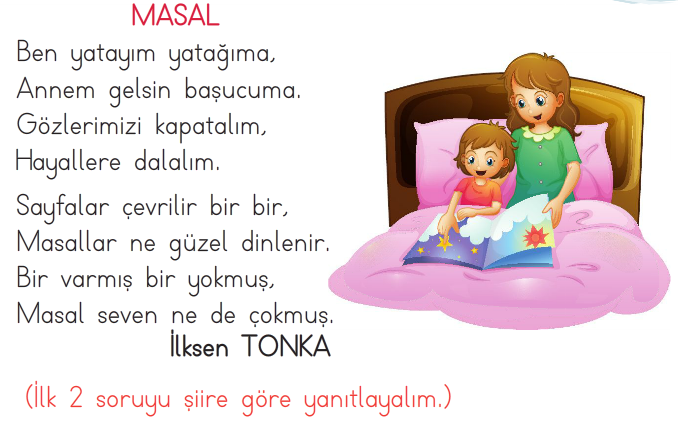 MASAL
Ben yatayım yatağıma,
Annem gelsin başucuma.
Gözlerimizi kapatalım,
Hayallere dalalım.
Sayfalar çevrilir bir bir,
Masallar ne güzel dinlenir.
Bir varmış bir yokmuş,
Masal seven ne de çokmuş.
İlksen TONKA
(İlk 2 soruyu şiire göre yanıtlayalım.)